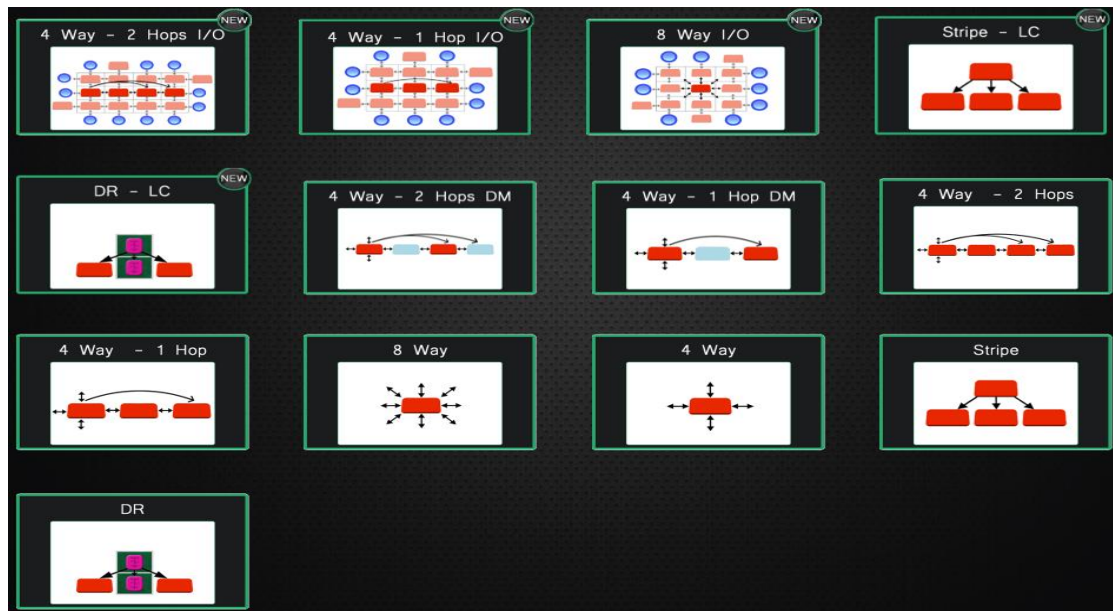 NEW
4 Way - 2 Hops I/O
NEW
4 Way - 1 Hop I/O
NEW
8 Way I/O
NEW
Stripe - LC
NEW
DR - LC
4 Way - 2 Hops DM
4 Way - 1 Hop DM
4 Way - 2 Hops
4 Way - 1 Hop
8 Way
4 Way
Stripe
DR